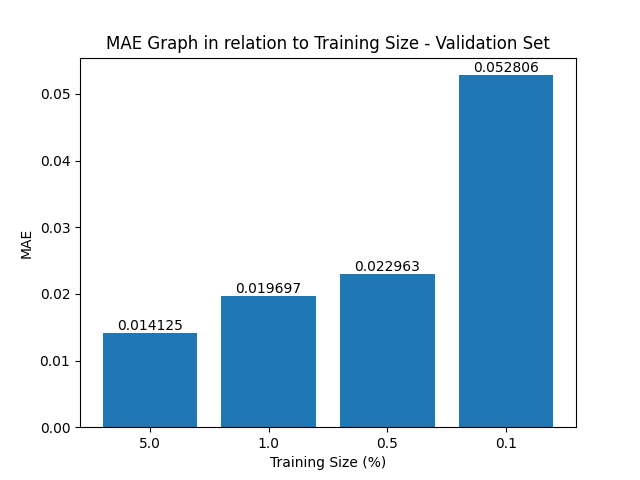 MAE Graph in relation to Training Size - Validation Set
0.052806
0.05
0.04
0.03
0.022963
0.019697
0.02
0.014125
0.01
0.00
MAE
5.0 1.0 0.5 0.1
Training Size (%)